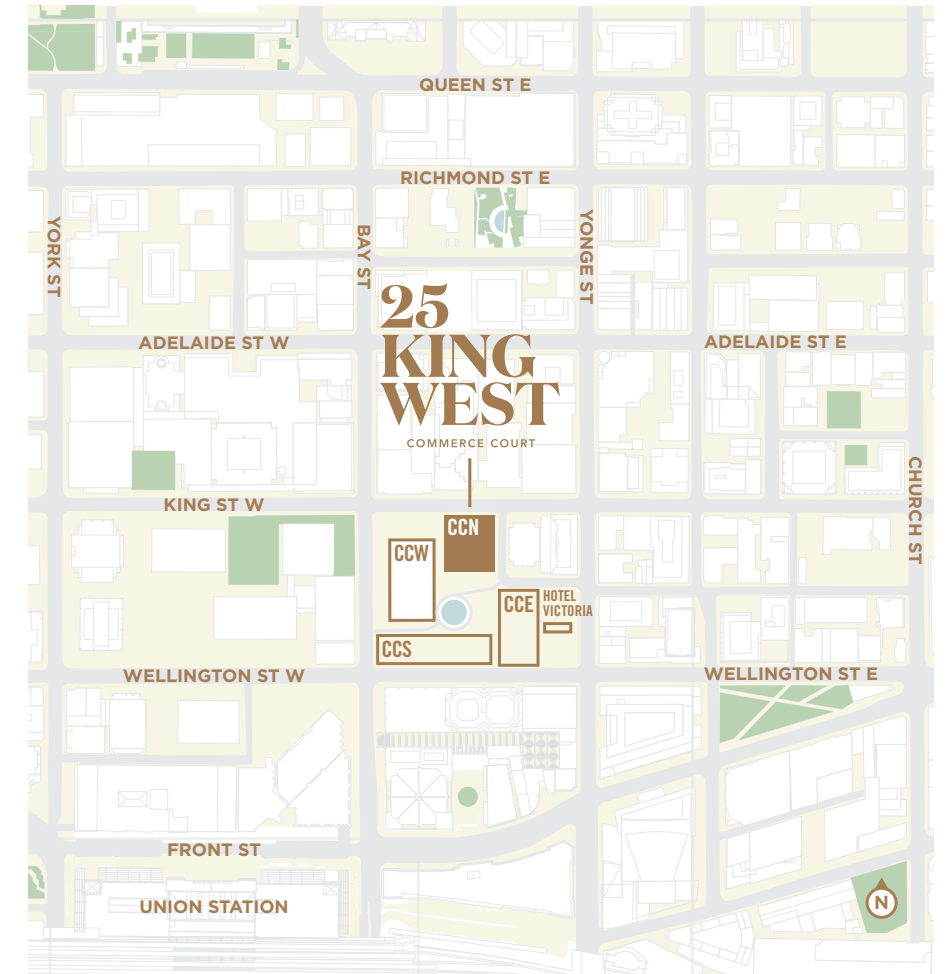 QUEEN ST E
RICHMOND ST E
YORK ST
BAY ST
YONGE ST
25
KING
WEST
COMMERCE COURT
ADELAIDE ST W
ADELAIDE ST E
CHURCH ST
KING ST W
CCN
CCW
CCE
HOTEL
VICTORIA
CCS
WELLINGTON ST W
WELLINGTON ST E
FRONT ST
UNION STATION
N